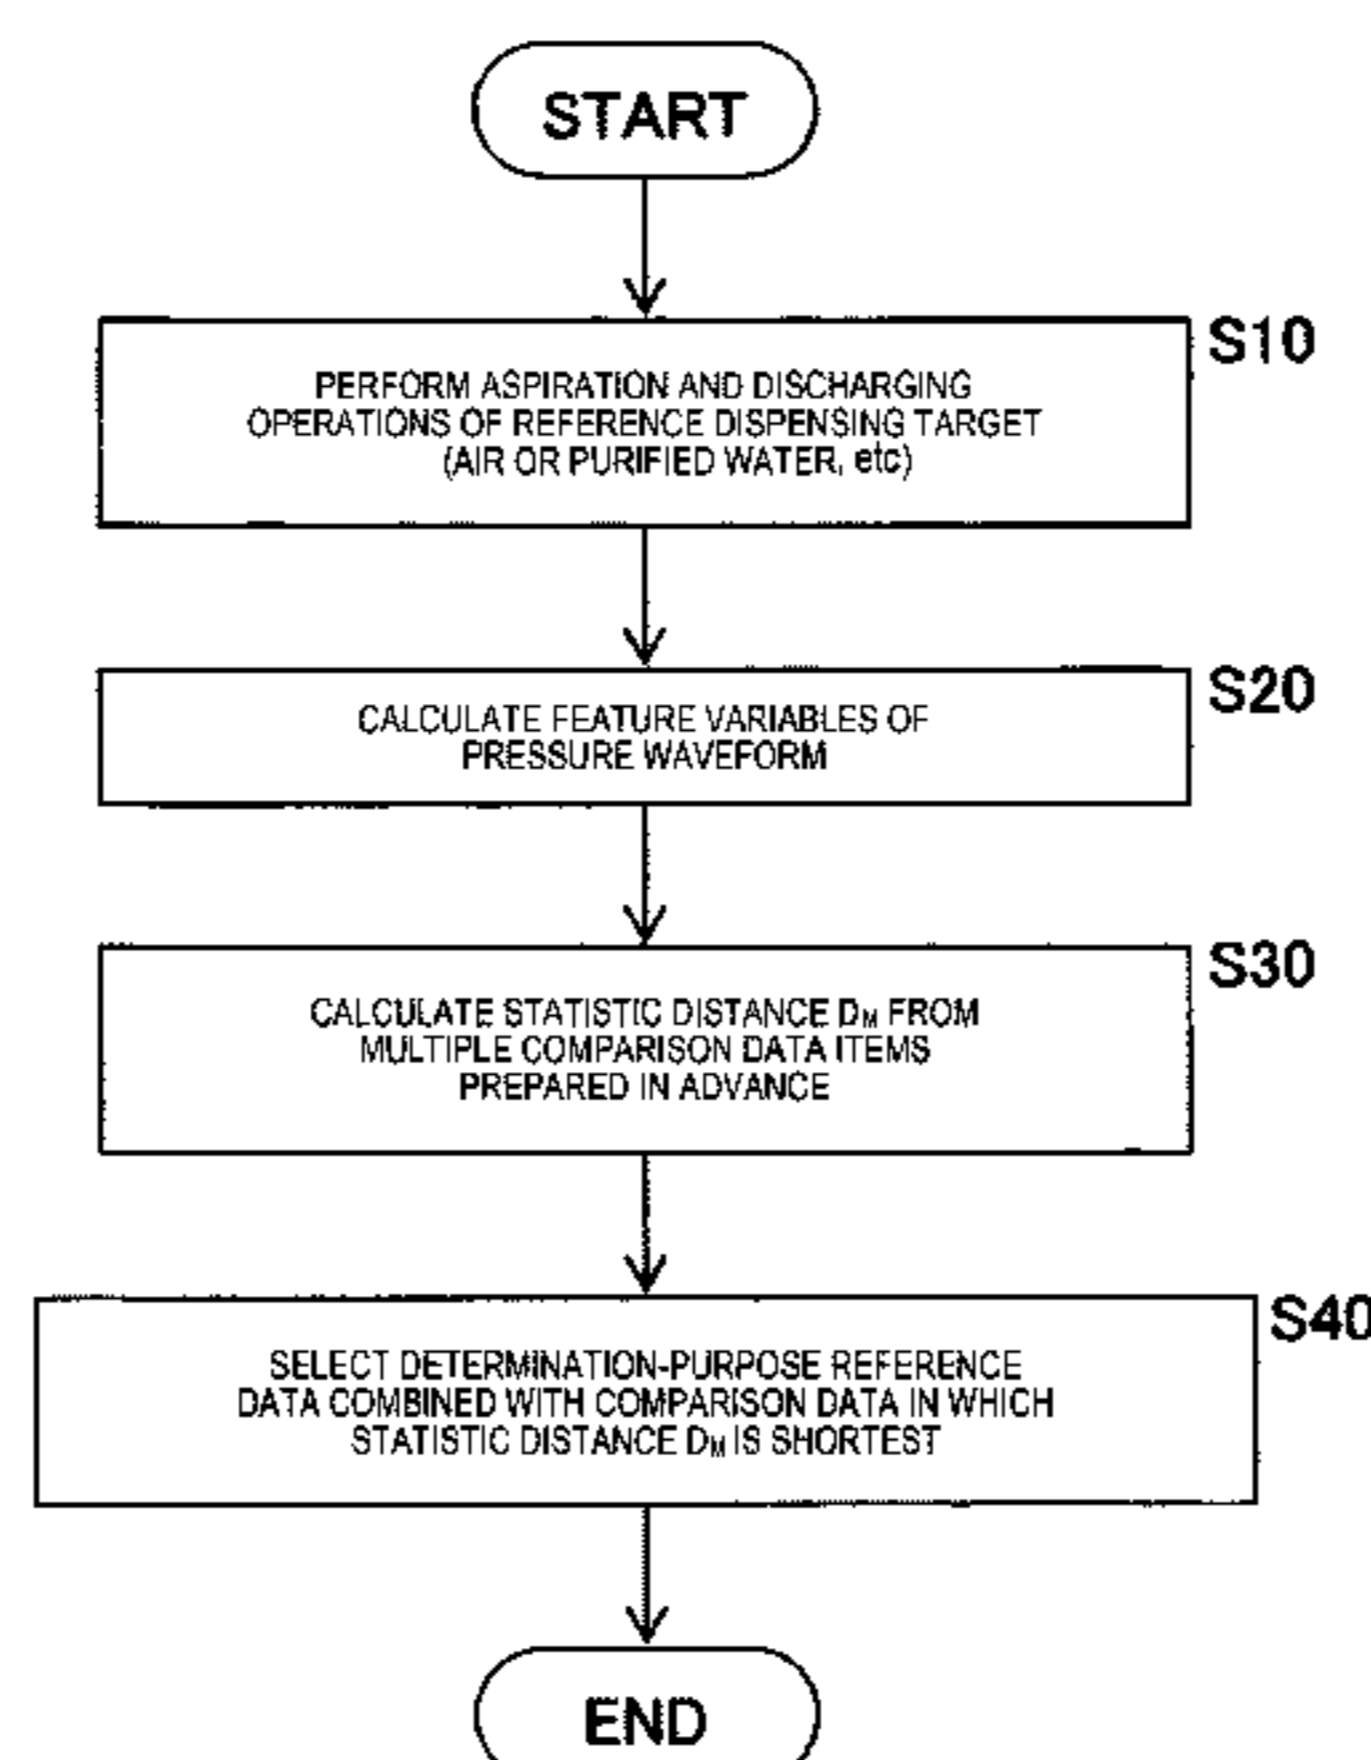 START
S10
PERFORM ASPIRATION AND DISCHARGING
OPERATIONS OF REFERENCE DISPENSING TARGET
(AIR OR PURIFIED WATER, etc)
S20
CALCULATE FEATURE VARIABLES OF
PRESSURE WAVEFORM
S30
CALCULATE STATISTIC DISTANCE DM FROM
MULTIPLE COMPARISON DATA ITEMS
PREPARED IN ADVANCE
S40
SELECT DETERMINATION-PURPOSE REFERENCE
DATA COMBINED WITH COMPARISON DATA IN WHICH
STATISTIC DISTANCE DM IS SHORTEST
END